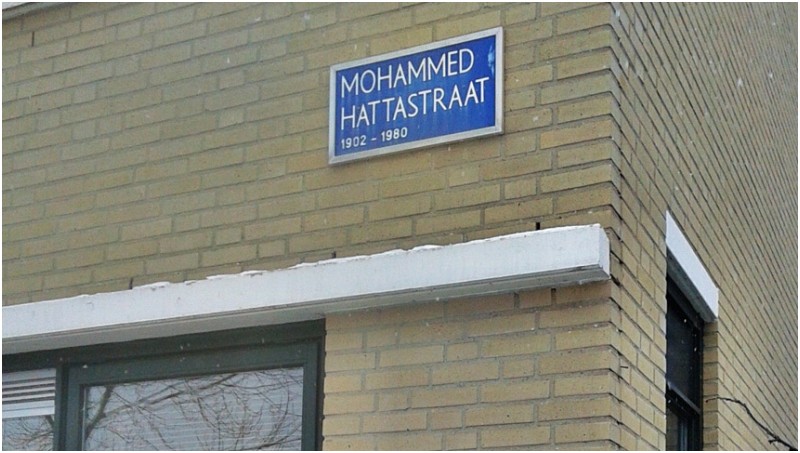 MOHAMMED
HATTASTRAAT
1902 - 1980